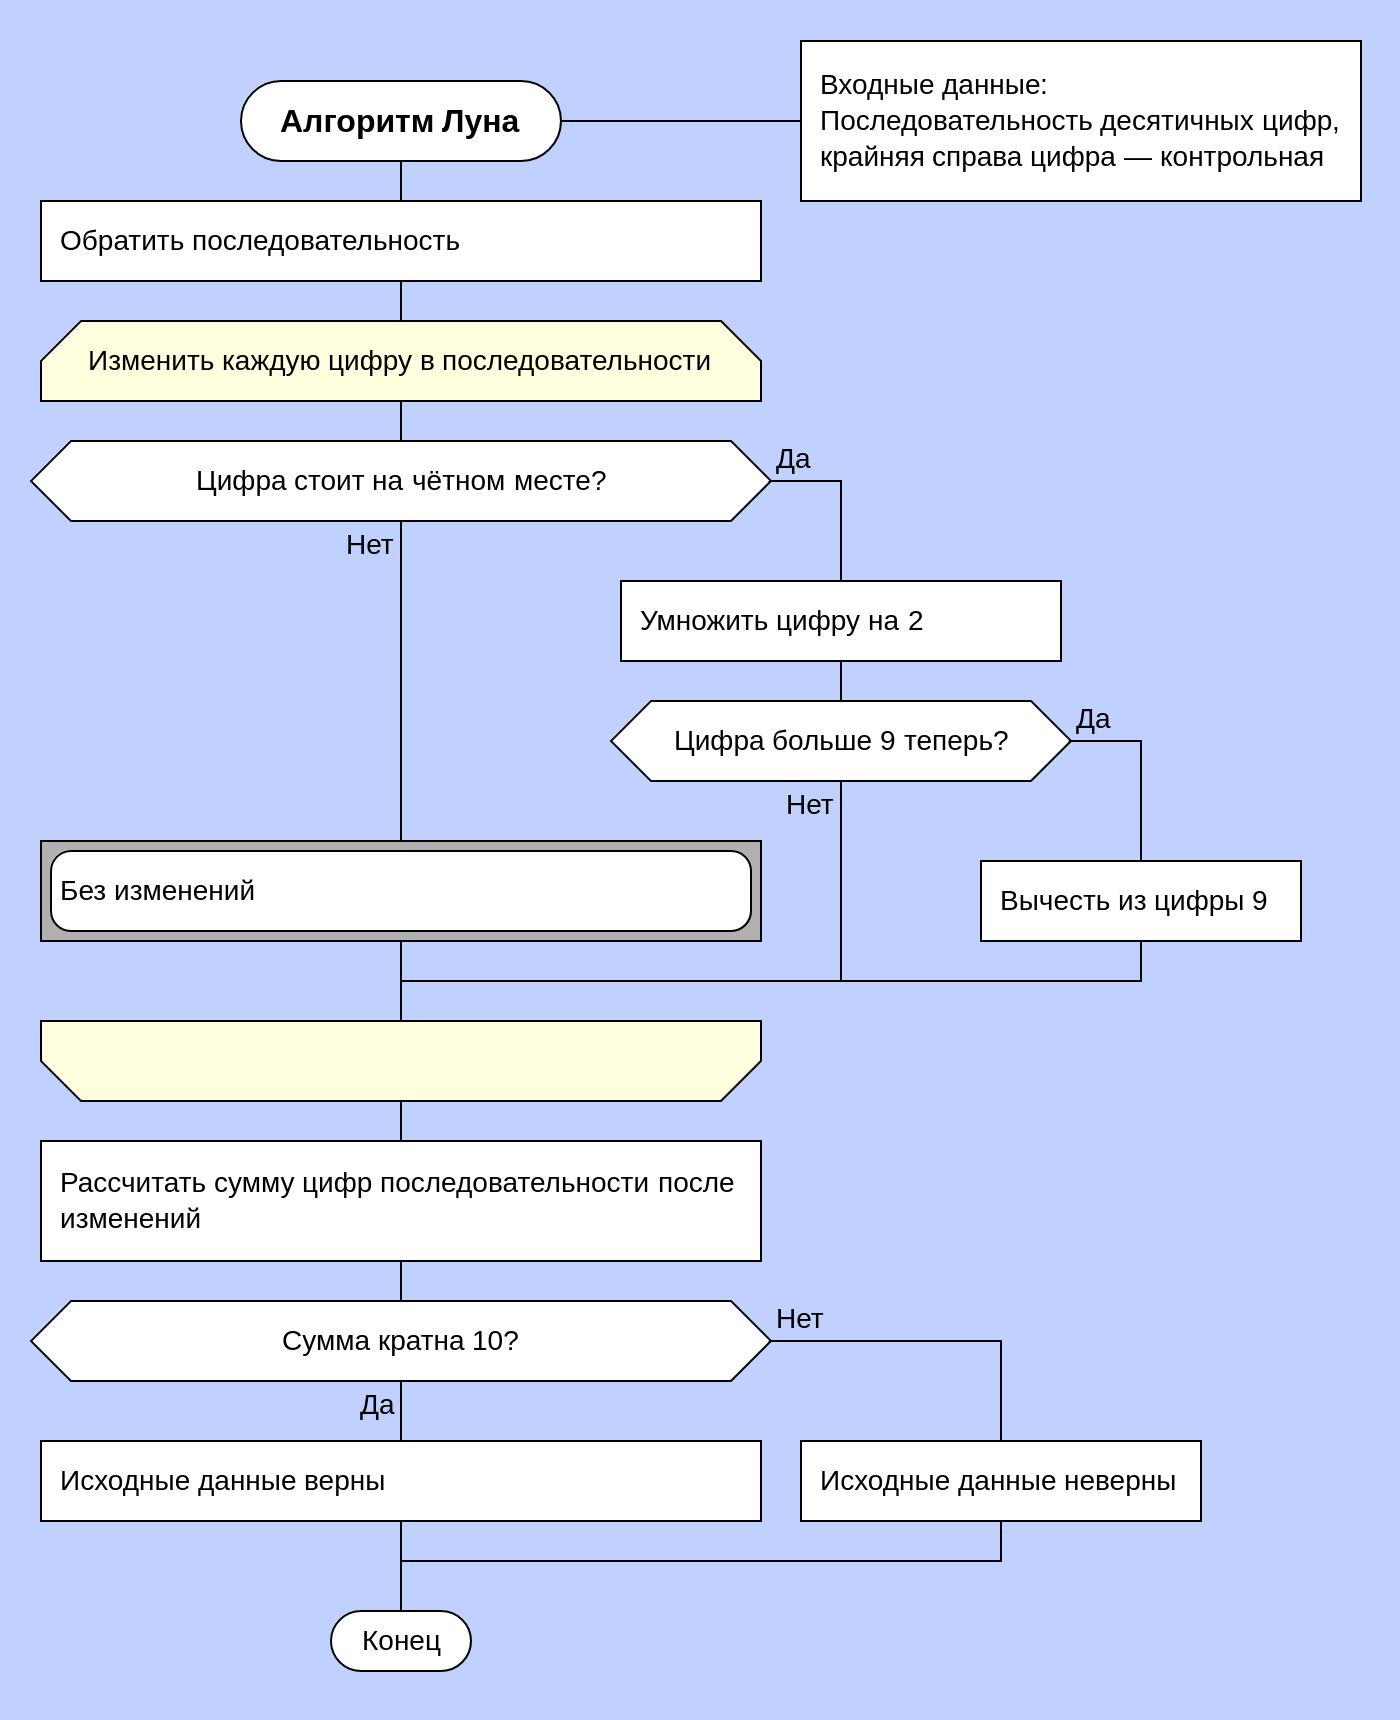 Алгоритм Луна
Входные данные:
Последовательность десятичных цифр,
крайняя справа цифра — контрольная
Обратить последовательность
Изменить каждую цифру в последовательности
Цифра стоит на чётном месте?
Да
Нет
Умножить цифру на 2
Цифра больше 9 теперь?
Да
Нет
Без изменений
Вычесть из цифры 9
Рассчитать сумму цифр последовательности после
изменений
Сумма кратна 10?
Нет
Да
Исходные данные верны
Исходные данные неверны
Конец